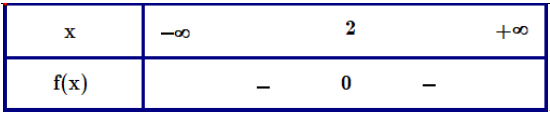 x –∞ 2 +∞
f(x) – 0 –